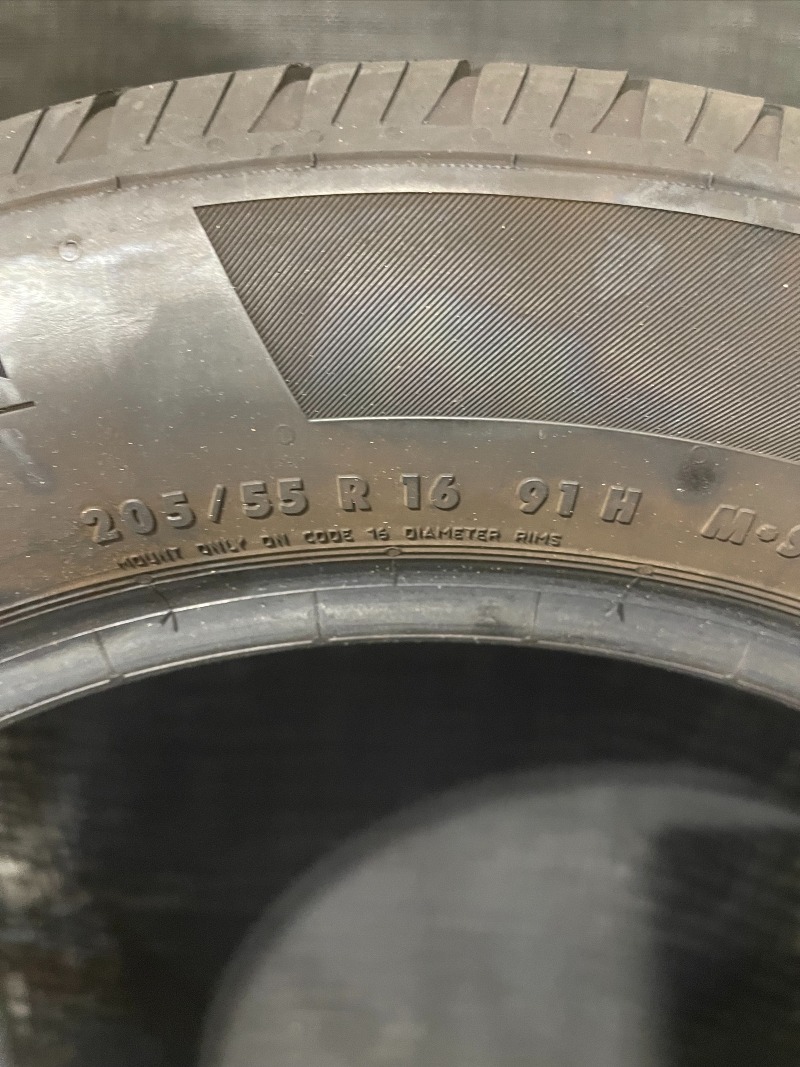 205/55 R 16 91 H M•S
MOUNT ONLY ON CODE 16 DIAMETER RIMS